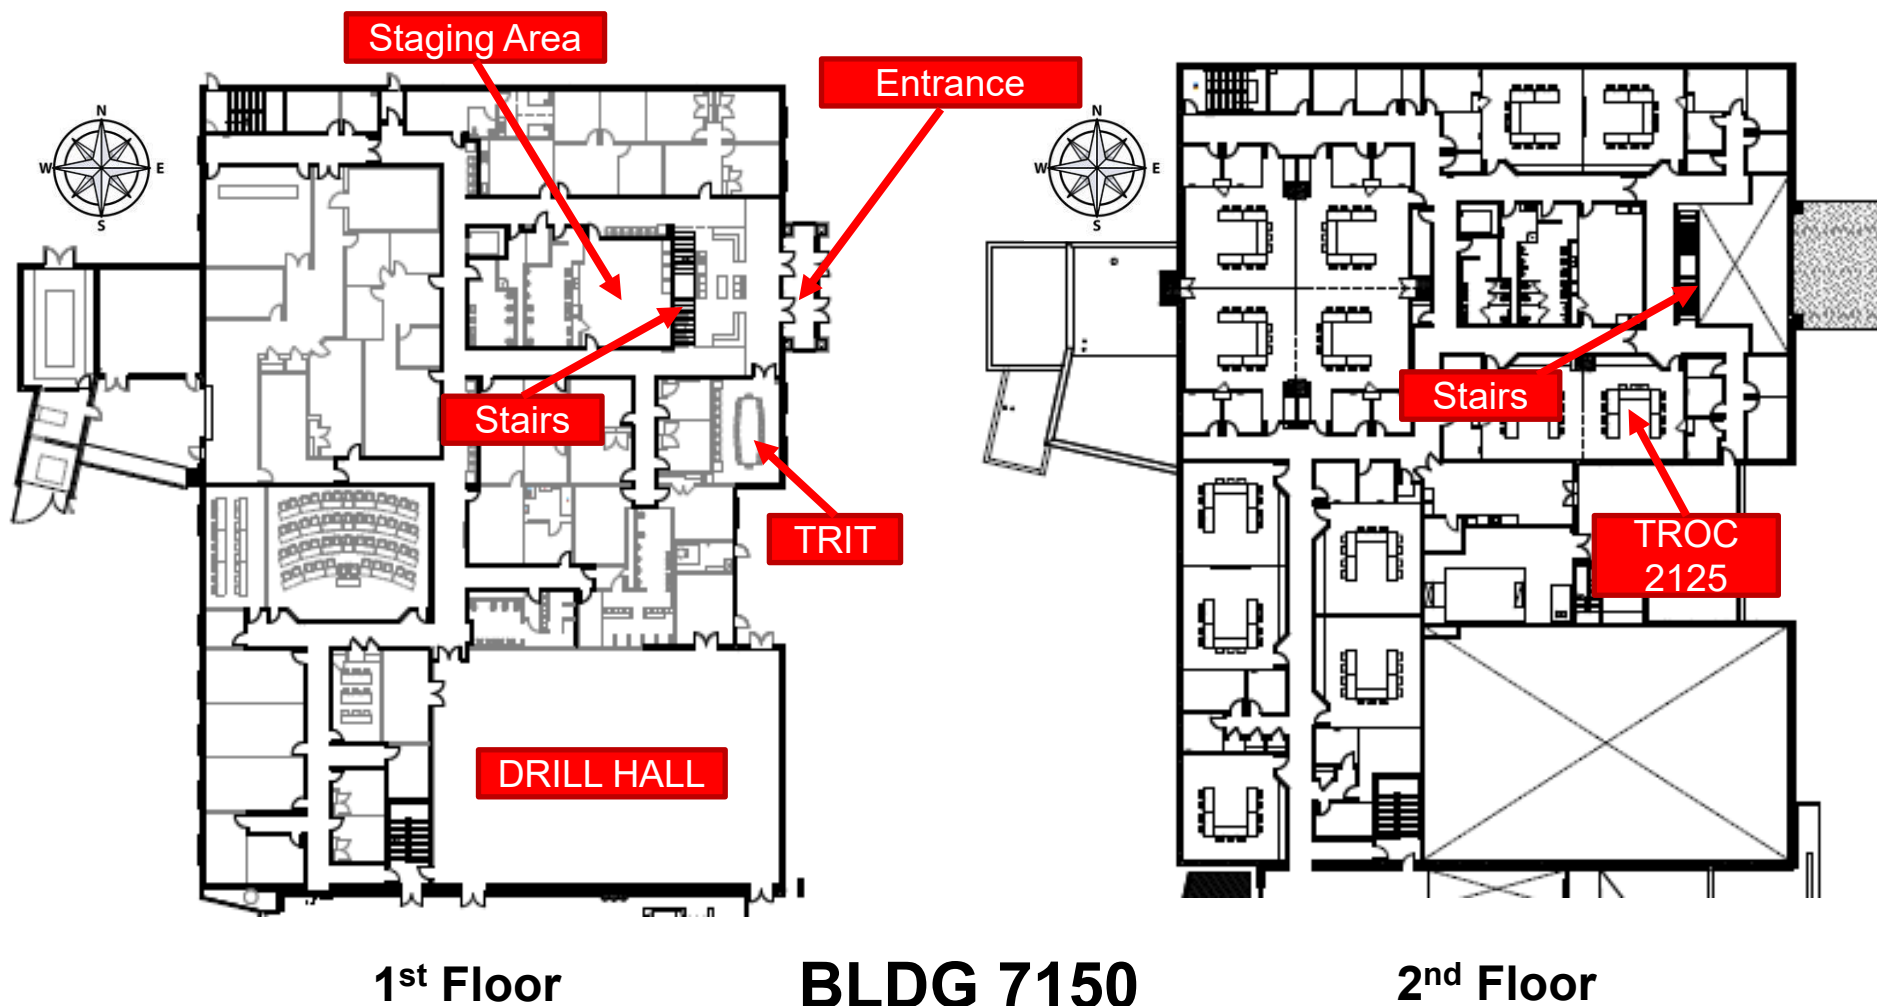 Staging Area
Entrance
N
W
E
S
N
W
E
S
Stairs
Stairs
TRIT
TROC
2125
DRILL HALL
1st Floor
BLDG 7150
2nd Floor